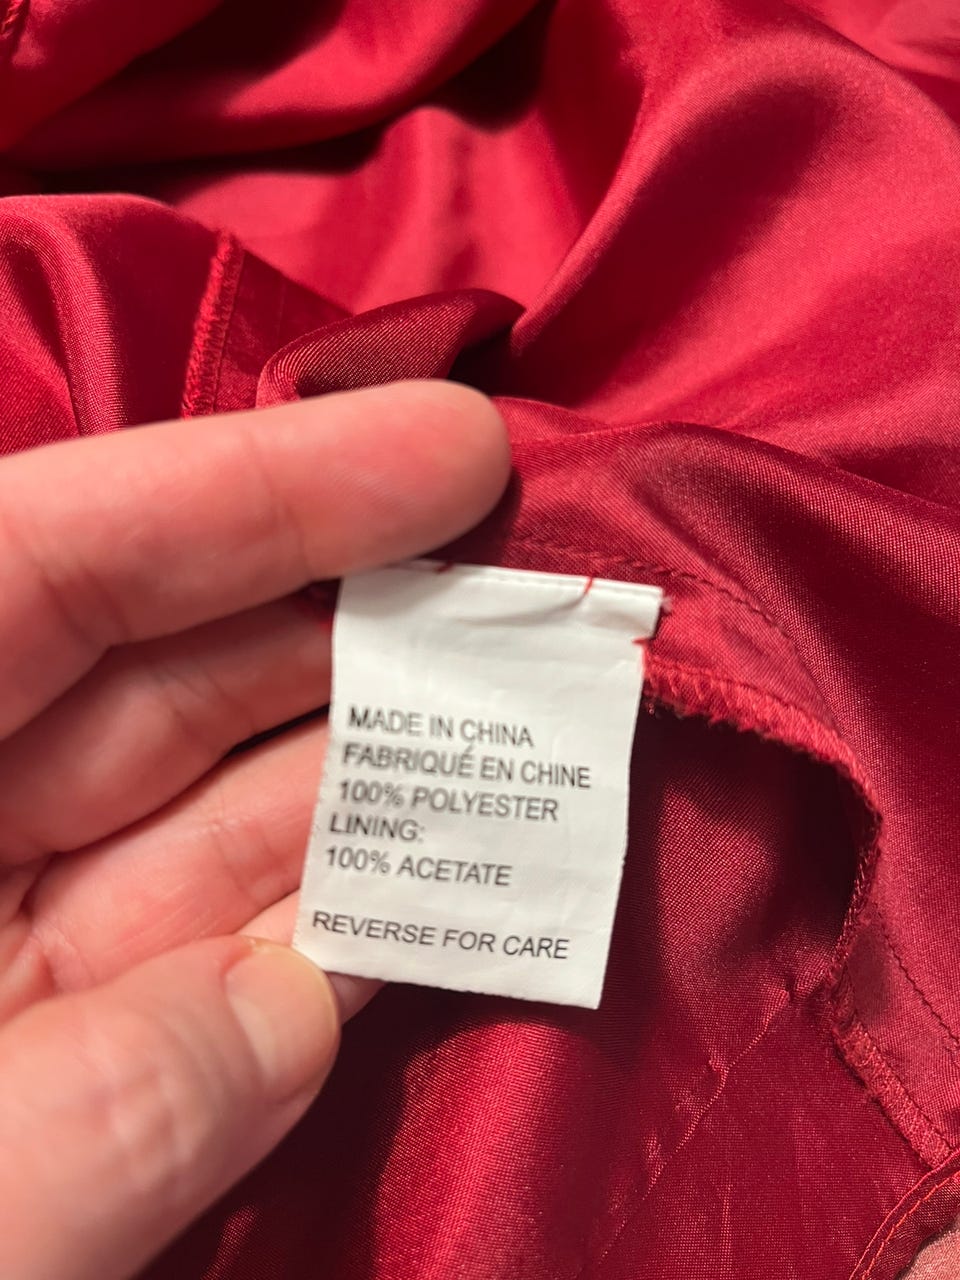 MADE IN CHINA
FABRIQUÉ EN CHINE
100% POLYESTER
LINING:
100% ACETATE
REVERSE FOR CARE